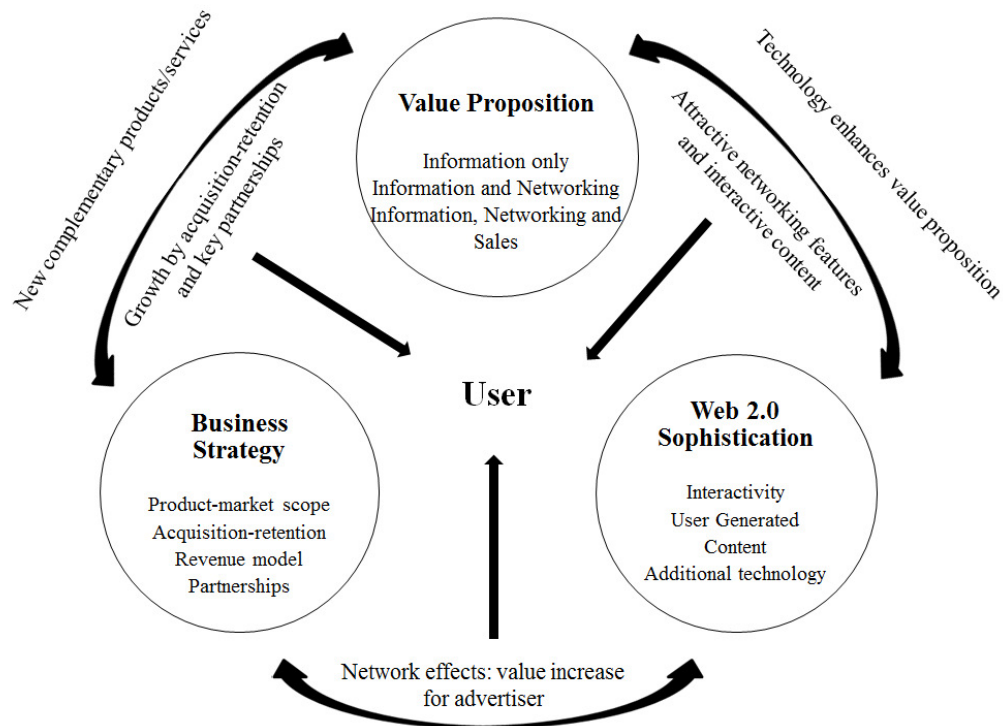 New complementary products/services
Growth by acquisition-retention
and key partnerships
Value Proposition
Information only
Information and Networking
Information, Networking and
Sales
Technology enhances value proposition
Attractive networking features
and interactive content
User
Business
Strategy
Product-market scope
Acquisition-retention
Revenue model
Partnerships
Web 2.0
Sophistication
Interactivity
User Generated
Content
Additional technology
Network effects: value increase
for advertiser